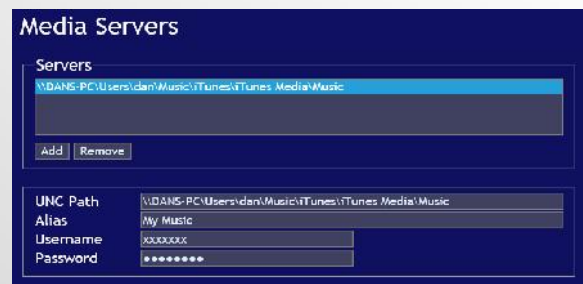 Media Servers
Servers
\\DANS-PC\Users\dan\Music\iTunes\iTunes Media\Music
Add Remove
UNC Path \\DANS-PC\Users\dan\Music\iTunes\iTunes Media\Music
Alias My Music
Username xxxxxxx
Password ••••••••